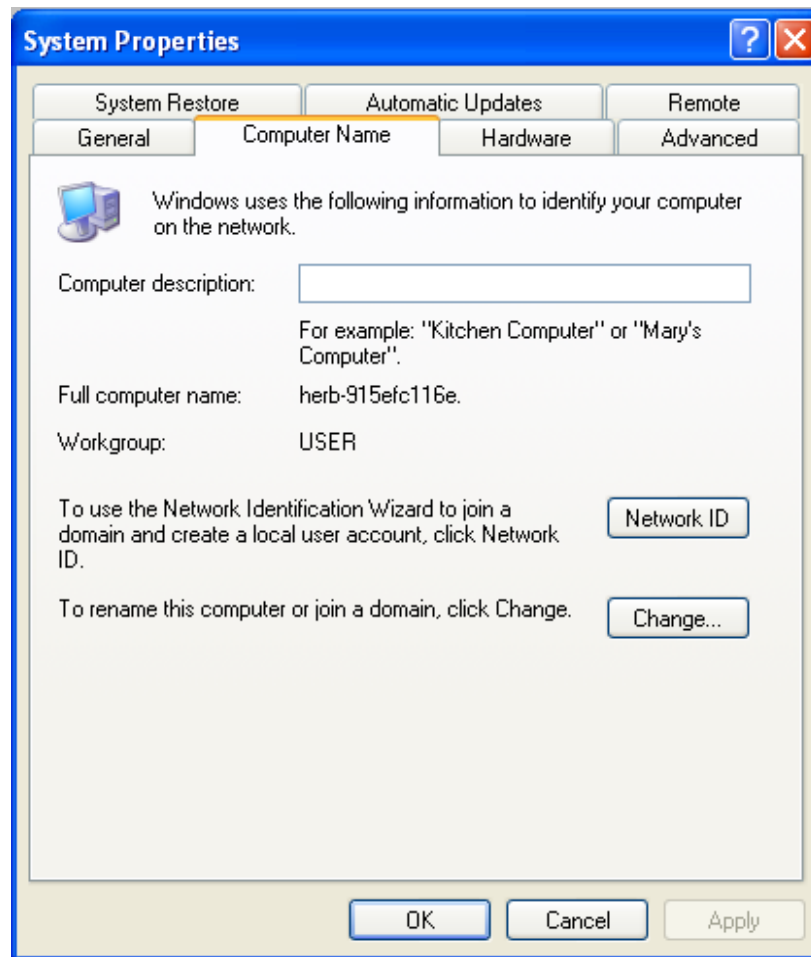 System Properties
?
System Restore Automatic Updates Remote
General Computer Name Hardware Advanced
Windows uses the following information to identify your computer
on the network.
Computer description:
For example: "Kitchen Computer" or "Mary's
Computer".
Full computer name: herb-915efc116e.
Workgroup: USER
To use the Network Identification Wizard to join a
domain and create a local user account, click Network
ID.
Network ID
To rename this computer or join a domain, click Change.
Change...
OK Cancel Apply